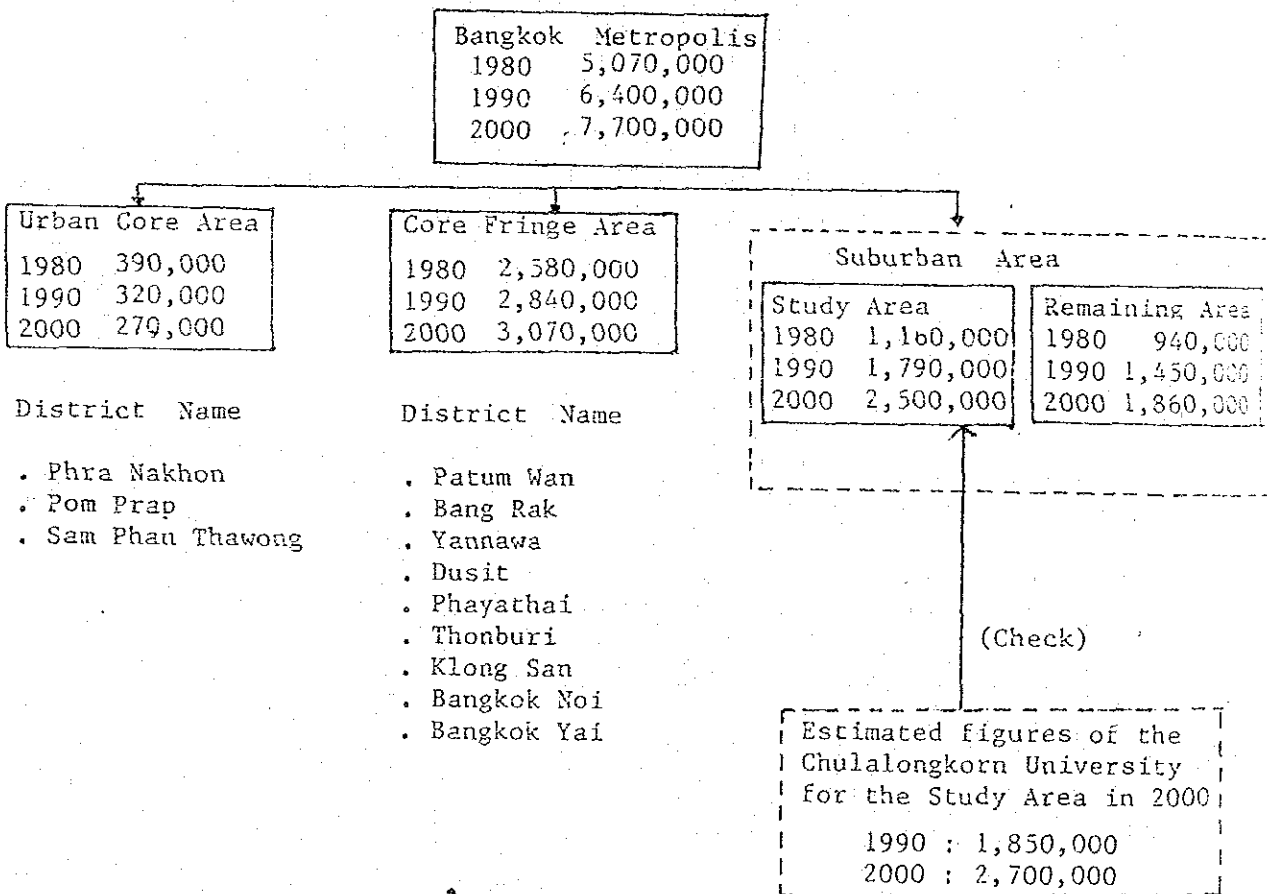 Bangkok Metropolis
1980 5,070,000
1990 6,400,000
2000 7,700,000
Urban Core Area
1980 390,000
1990 320,000
2000 270,000
District Name
. Phra Nakhon
. Pom Prap
. Sam Phan Thawong
Core Fringe Area
1980 2,580,000
1990 2,840,000
2000 3,070,000
District Name
. Patum Wan
. Bang Rak
. Yannawa
. Dusit
. Phayathai
. Thonburi
. Klong San
. Bangkok Noi
. Bangkok Yai
Suburban Area
Study Area
1980 1,160,000
1990 1,790,000
2000 2,500,000
Remaining Area
1980 940,000
1990 1,450,000
2000 1,860,000
(Check)
Estimated figures of the
Chulalongkorn University
for the Study Area in 2000
1990 : 1,850,000
2000 : 2,700,000